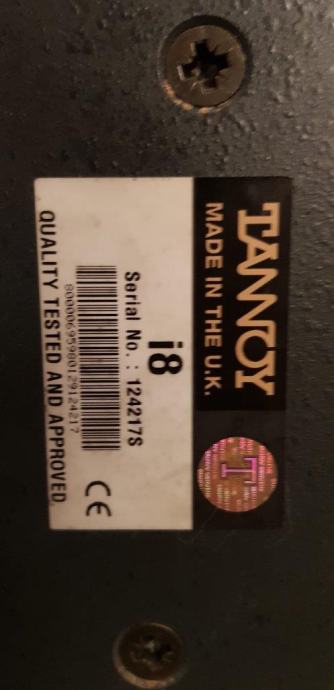 TANNOY
MADE IN THE U.K.
T
i8
Serial No. : 124217S
QUALITY TESTED AND APPROVED
CE